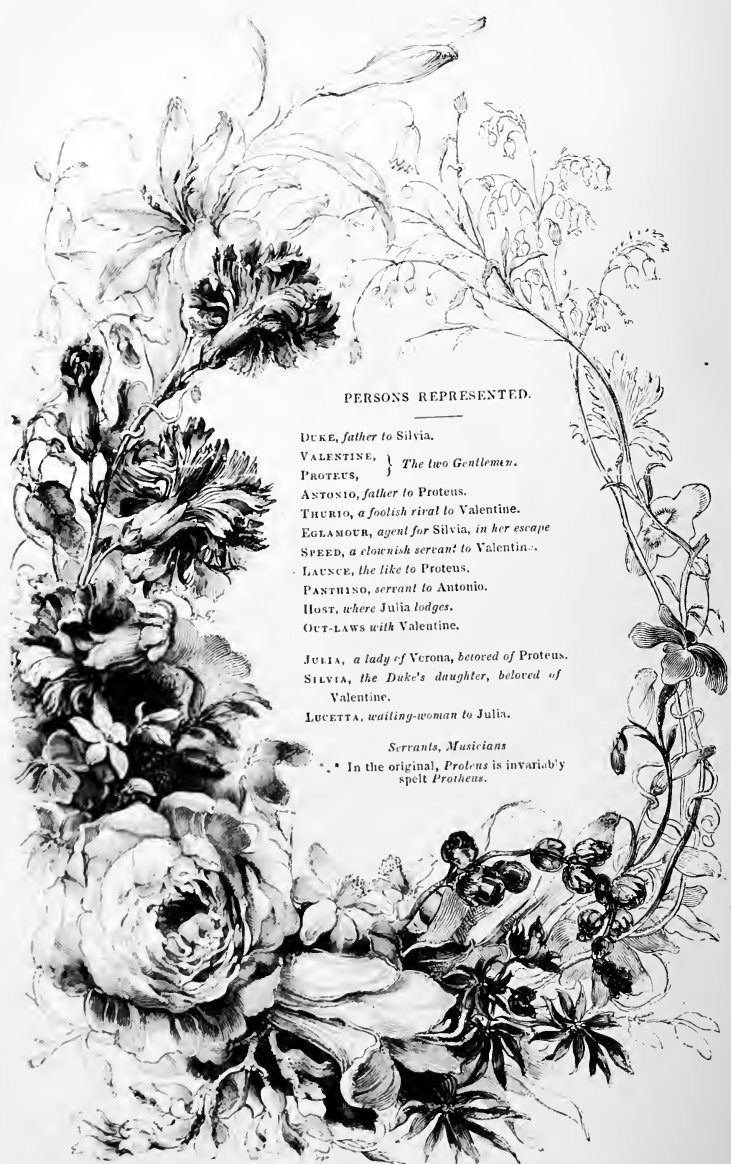 PERSONS REPRESENTED.
DUKE, father to Silvia.
VALENTINE, } The two Gentlemen.
PROTEUS,
ANTONIO, father to Proteus.
THURIO, a foolish rival to Valentine.
EGLAMOUR, agent for Silvia, in her escape
SPEED, a clownish servant to Valentine.
LAUNCE, the like to Proteus.
PANTHINO, servant to Antonio.
HOST, where Julia lodges.
OUT-LAWS with Valentine.
JULIA, a lady of Verona, beloved of Proteus.
SILVIA, the Duke's daughter, beloved of
Valentine.
LUCETTA, waiting-woman to Julia.
Servants, Musicians
*** In the original, Proteus is invariably
spelt Protheus.